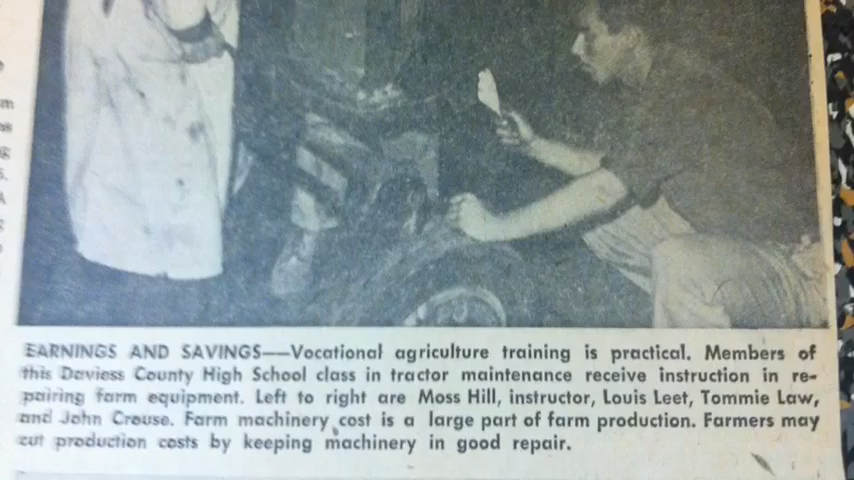 EARNINGS AND SAVINGS——Vocational agriculture training is practical. Members of
this Daviess County High School class in tractor maintenance receive instruction in re-
pairing farm equipment. Left to right are Moss Hill, instructor, Louis Leet, Tommie Law,
and John Crouse. Farm machinery cost is a large part of farm production. Farmers may
cut production costs by keeping machinery in good repair.